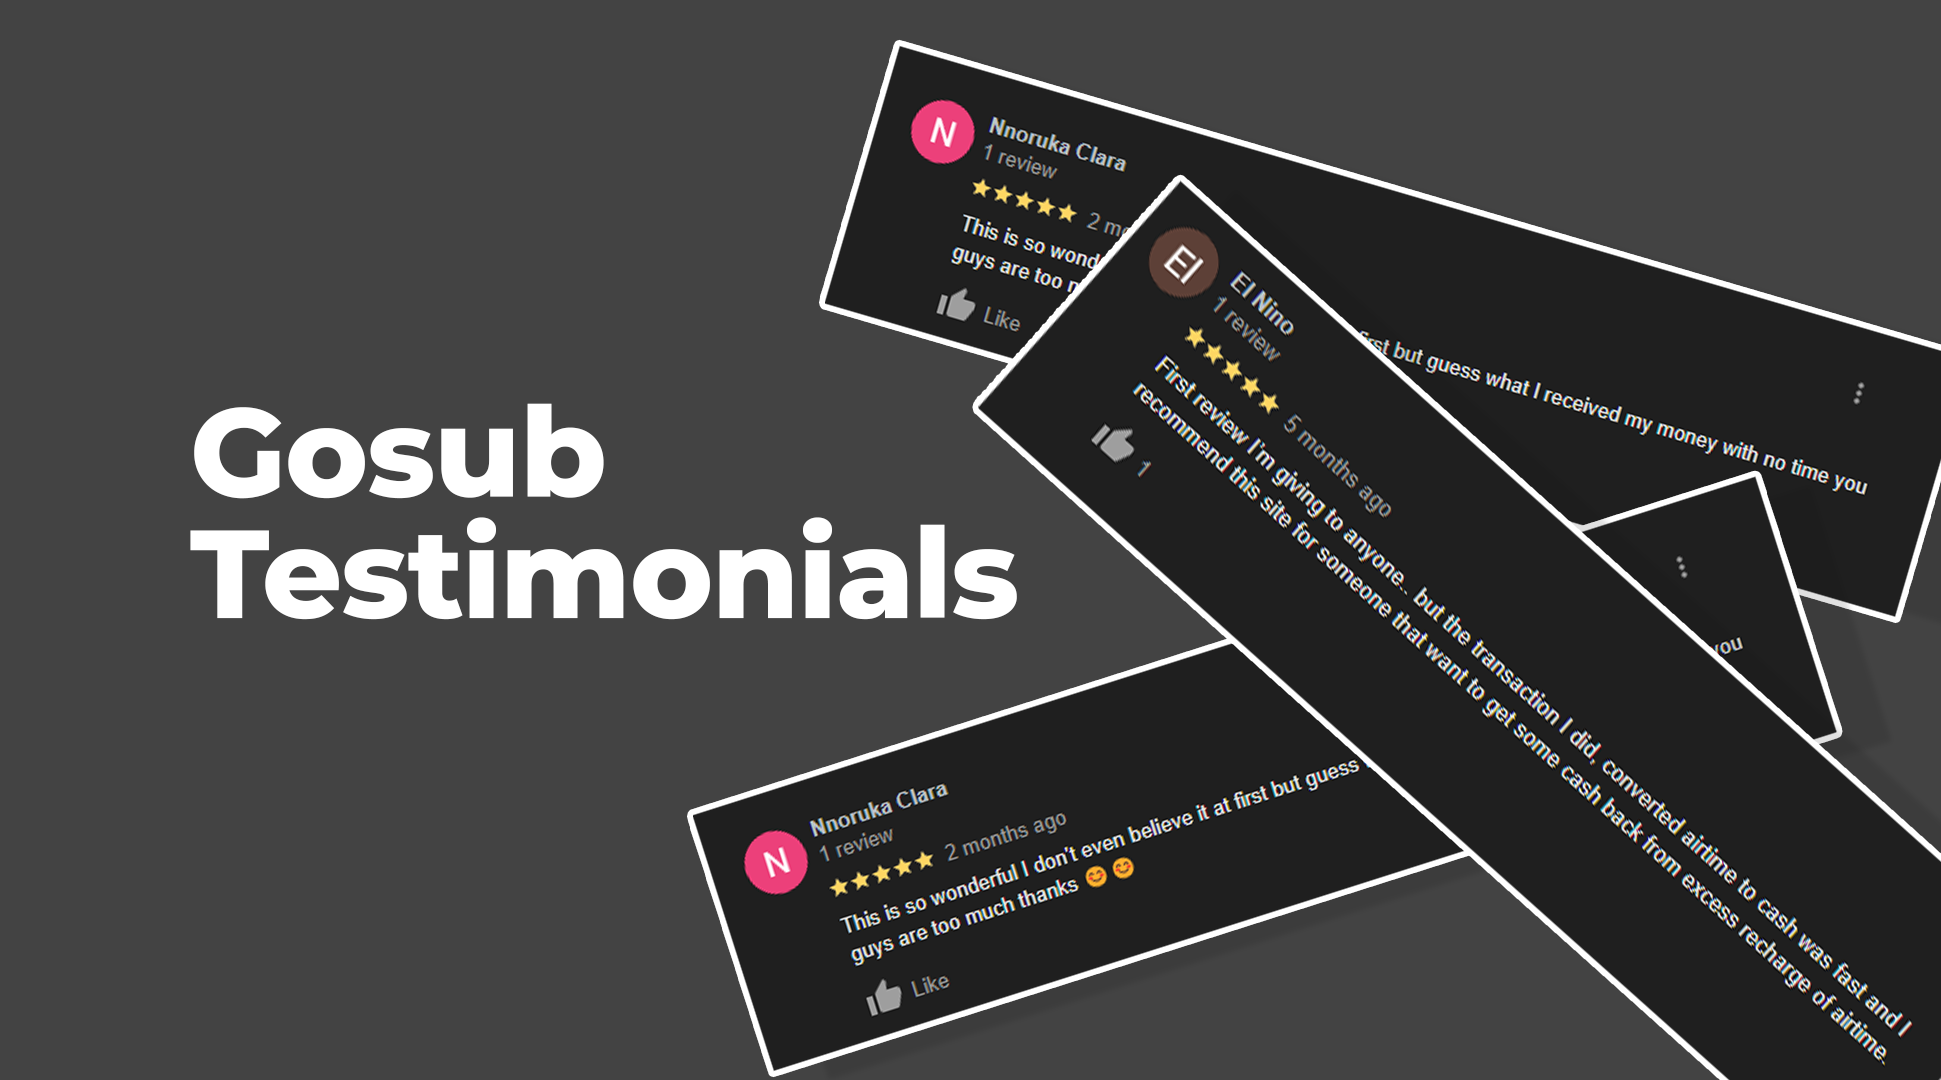 Gosub
Testimonials
N
Nnoruka Clara
1 review
2
This is so
guys are too
Like
first but guess what I received my money with no time you
El
El Nino
1 review
5 months ago
First review I'm giving to anyone.. but the transaction I did, converted airtime to cash was fast and I
recommend this site for someone that want to get some cash back from excess recharge of airtime.
1
you
N
Nnoruka Clara
1 review
2 months ago
This is so wonderful I don't even believe it at first but guess
guys are too much thanks 😊😊
Like